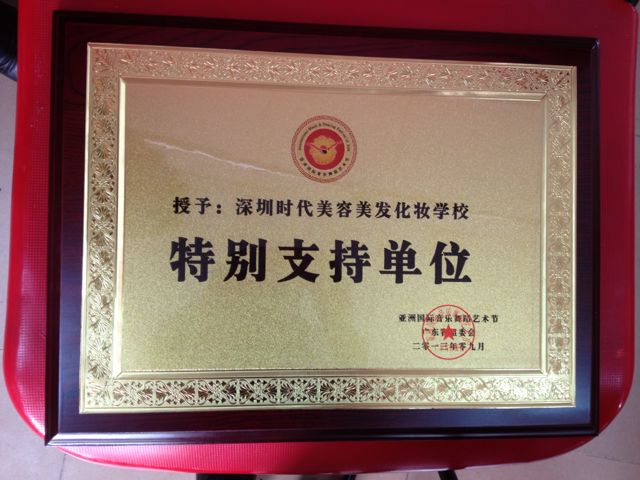 授予：深圳时代美容美发化妆学校
特别支持单位
亚洲国际音乐舞蹈艺术节
广东省组委会
二零一三年零九月